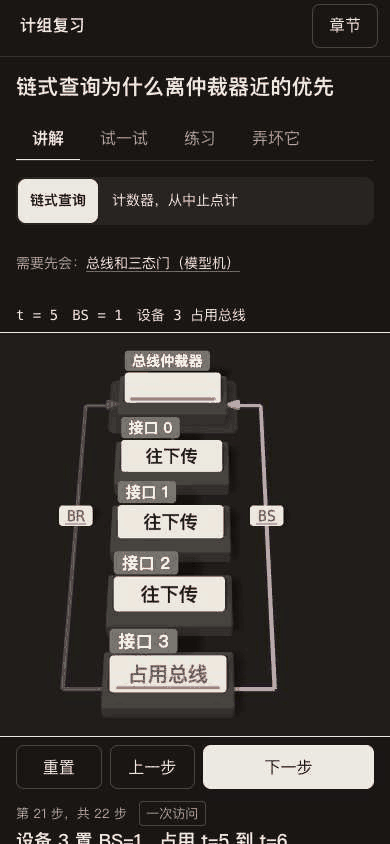 计组复习
章节
链式查询为什么离仲裁器近的优先
讲解 试一试 练习 弄坏它
链式查询 计数器，从中止点计
需要先会：总线和三态门（模型机）
t = 5 BS = 1 设备 3 占用总线
总线仲裁器
接口 0
往下传
接口 1
往下传
BR
BS
接口 2
往下传
接口 3
占用总线
重置 上一步 下一步
第 21 步，共 22 步 一次访问
设备 3 置 BS=1，占用 t=5 到 t=6